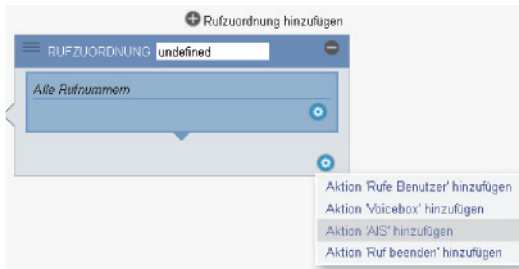 Rufzuordnung hinzufügen
RUFZUORDNUNG undefined
Alle Rufnummern
Aktion 'Rufe Benutzer' hinzufügen
Aktion 'Voicebox' hinzufügen
Aktion 'AIS' hinzufügen
Aktion 'Ruf beenden' hinzufügen